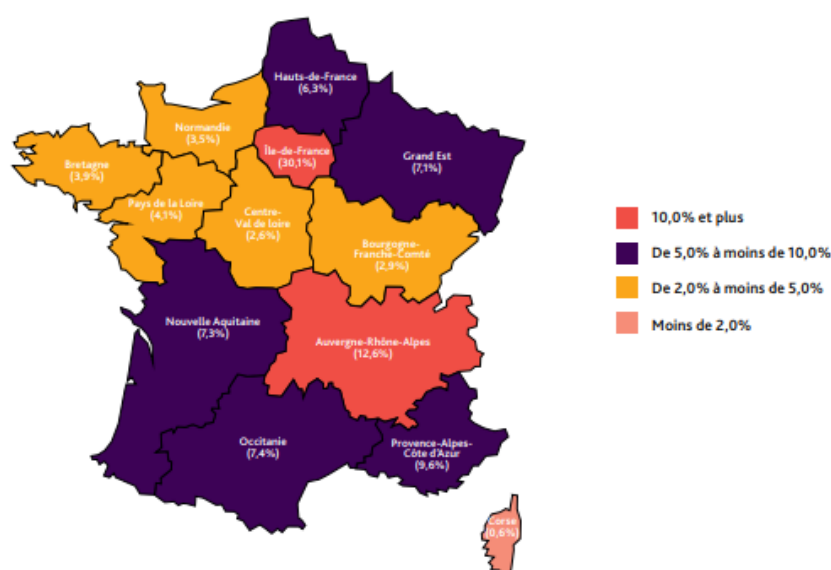 Hauts-de-France
(6,3%)
Normandie
(3,5%)
Île-de-France
(30,1%)
Grand Est
(7,1%)
Bretagne
(3,9%)
Pays de la Loire
(4,1%)
Centre-
Val de loire
(2,6%)
Bourgogne-
Franche-Comté
(2,9%)
Nouvelle Aquitaine
(7,3%)
Auvergne-Rhône-Alpes
(12,6%)
Occitanie
(7,4%)
Provence-Alpes-
Côte d'Azur
(9,6%)
Corse
(0,6%)
10,0% et plus
De 5,0% à moins de 10,0%
De 2,0% à moins de 5,0%
Moins de 2,0%